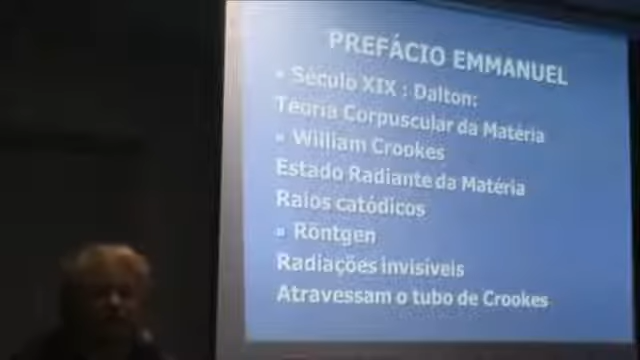 PREFÁCIO EMMANUEL
• Século XIX : Dalton:
Teoria Corpuscular da Matéria
• William Crookes
Estado Radiante da Matéria
Raios catódicos
• Röntgen
Radiações invisíveis
Atravessam o tubo de Crookes